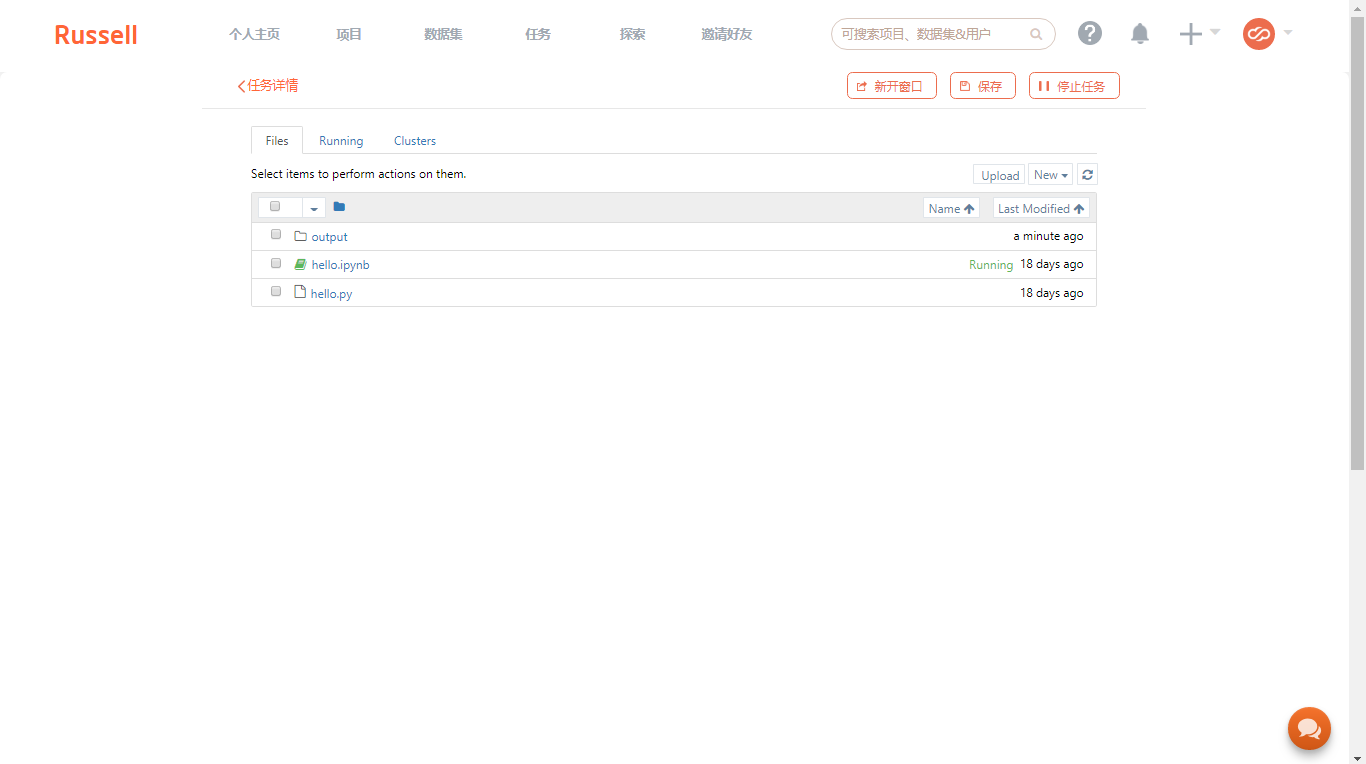 Russell 个人主页 项目 数据集 任务 探索 邀请好友 可搜索项目、数据集&用户
任务详情 新开窗口 保存 停止任务
Files Running Clusters
Select items to perform actions on them. Upload New
Name Last Modified
output a minute ago
hello.ipynb Running 18 days ago
hello.py 18 days ago